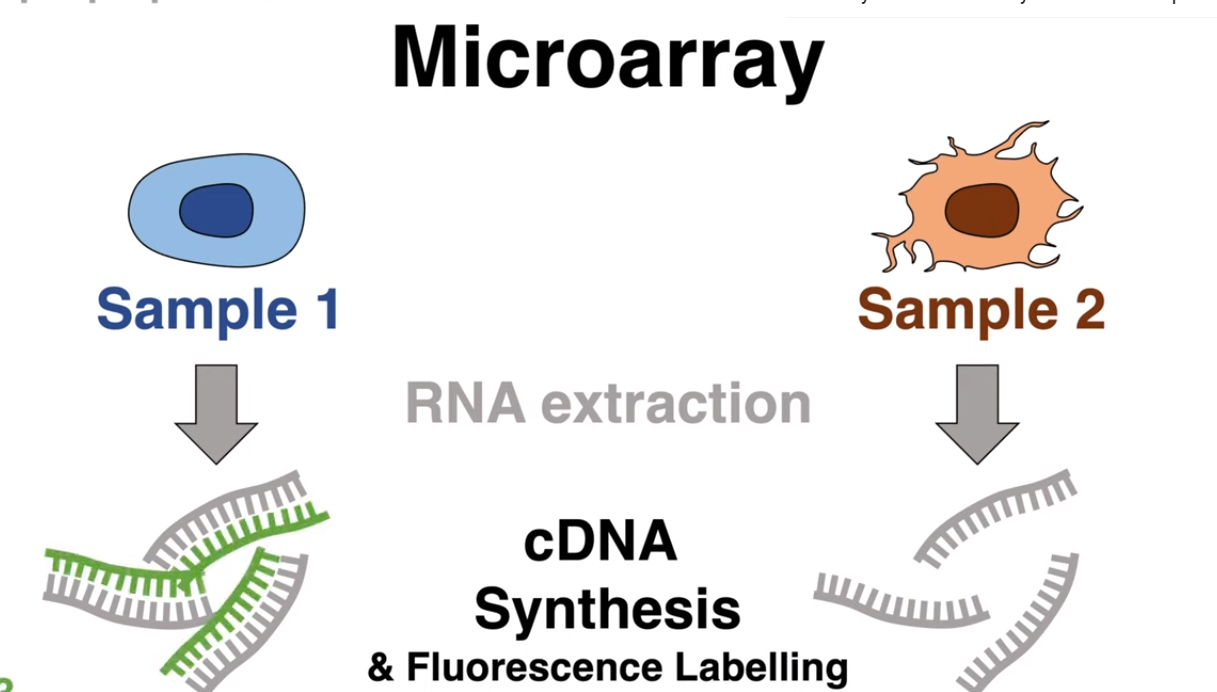 Microarray
Sample 1
Sample 2
RNA extraction
cDNA
Synthesis
& Fluorescence Labelling